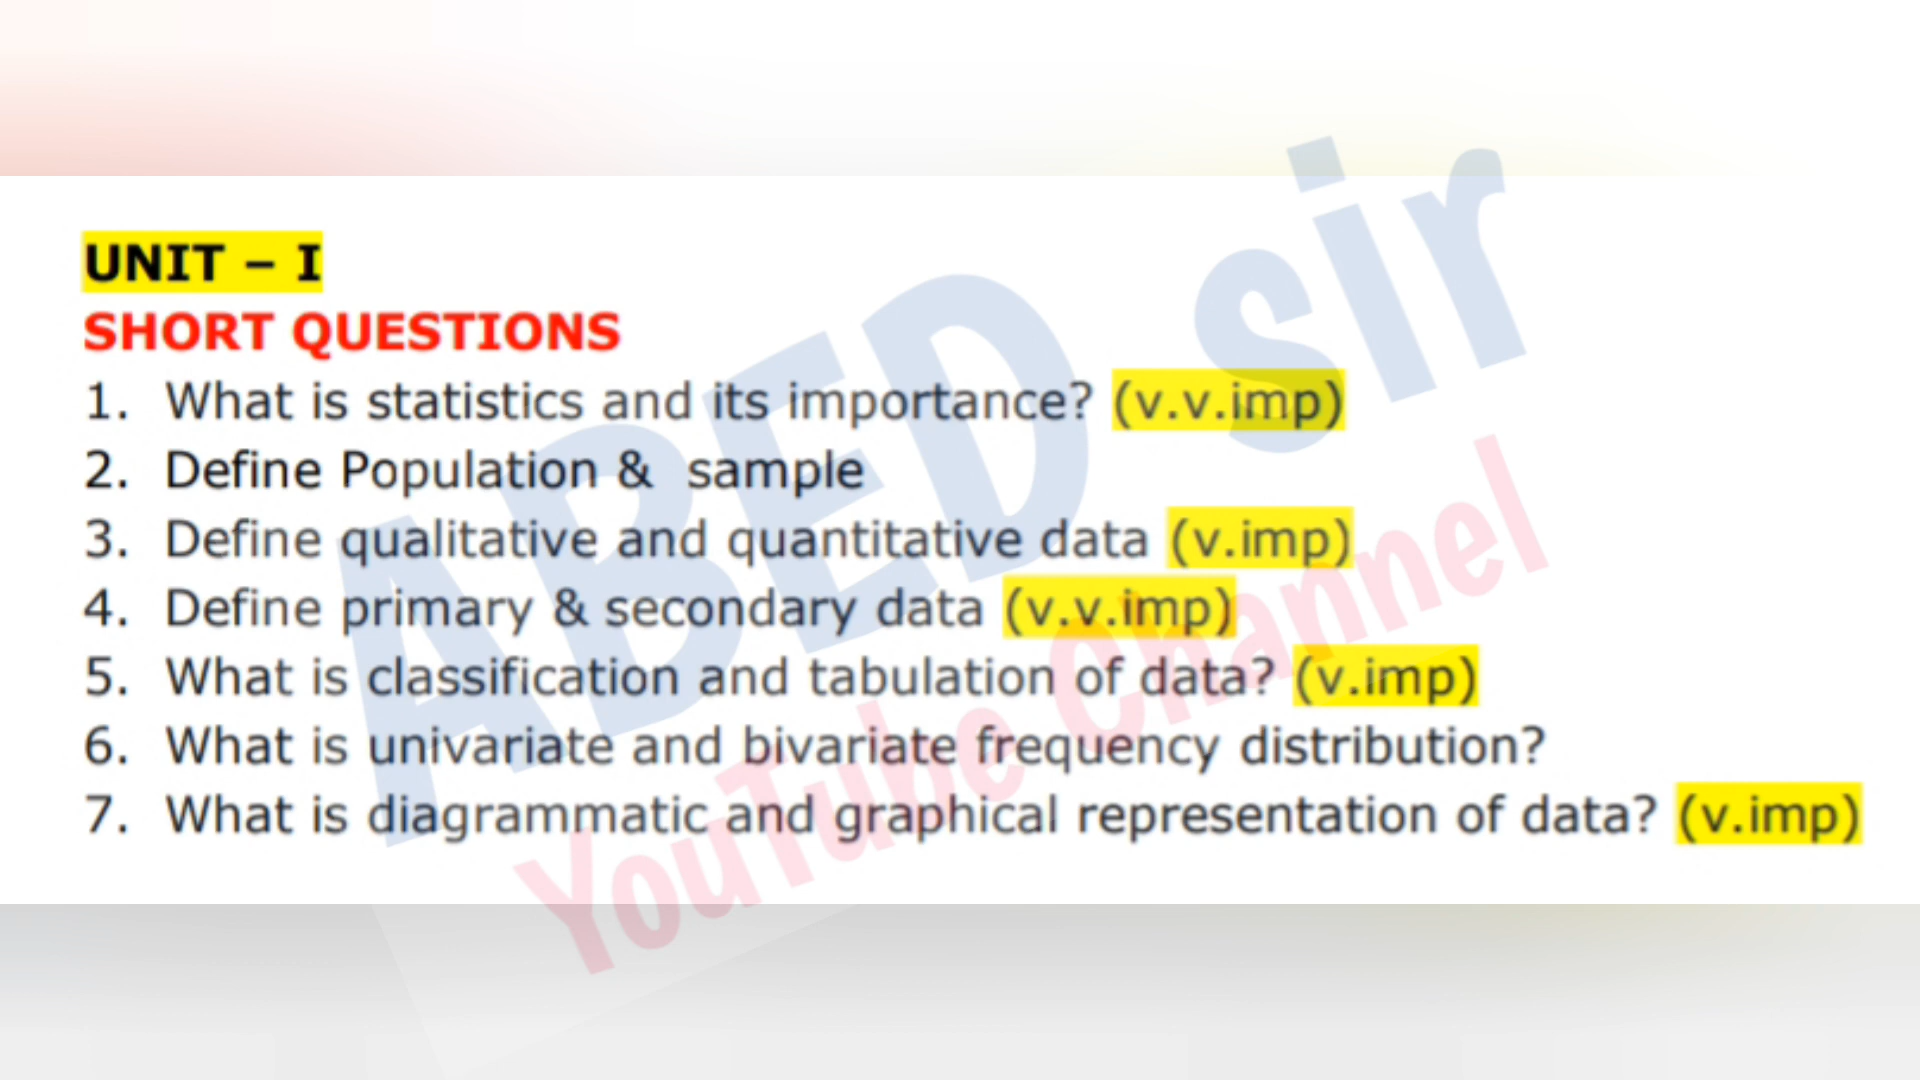 UNIT – I
SHORT QUESTIONS
1. What is statistics and its importance? (v.v.imp)
2. Define Population & sample
3. Define qualitative and quantitative data (v.imp)
4. Define primary & secondary data (v.v.imp)
5. What is classification and tabulation of data? (v.imp)
6. What is univariate and bivariate frequency distribution?
7. What is diagrammatic and graphical representation of data? (v.imp)
ABED sir
YouTube Channel